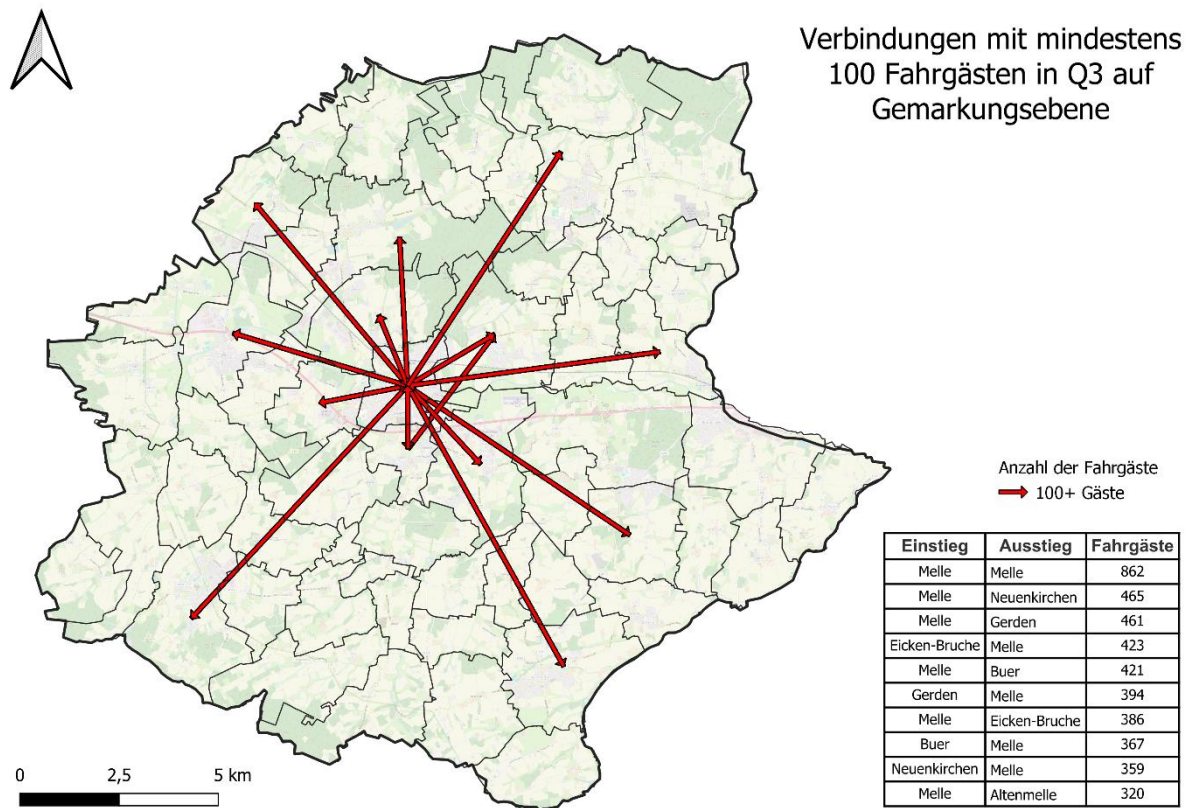 Verbindungen mit mindestens
100 Fahrgästen in Q3 auf
Gemarkungsebene
Anzahl der Fahrgäste
100+ Gäste
Einstieg Ausstieg Fahrgäste
Melle Melle 862
Melle Neuenkirchen 465
Melle Gerden 461
Eicken-Bruche Melle 423
Melle Buer 421
Gerden Melle 394
Melle Eicken-Bruche 386
Buer Melle 367
Neuenkirchen Melle 359
Melle Altenmelle 320
0 2,5 5 km